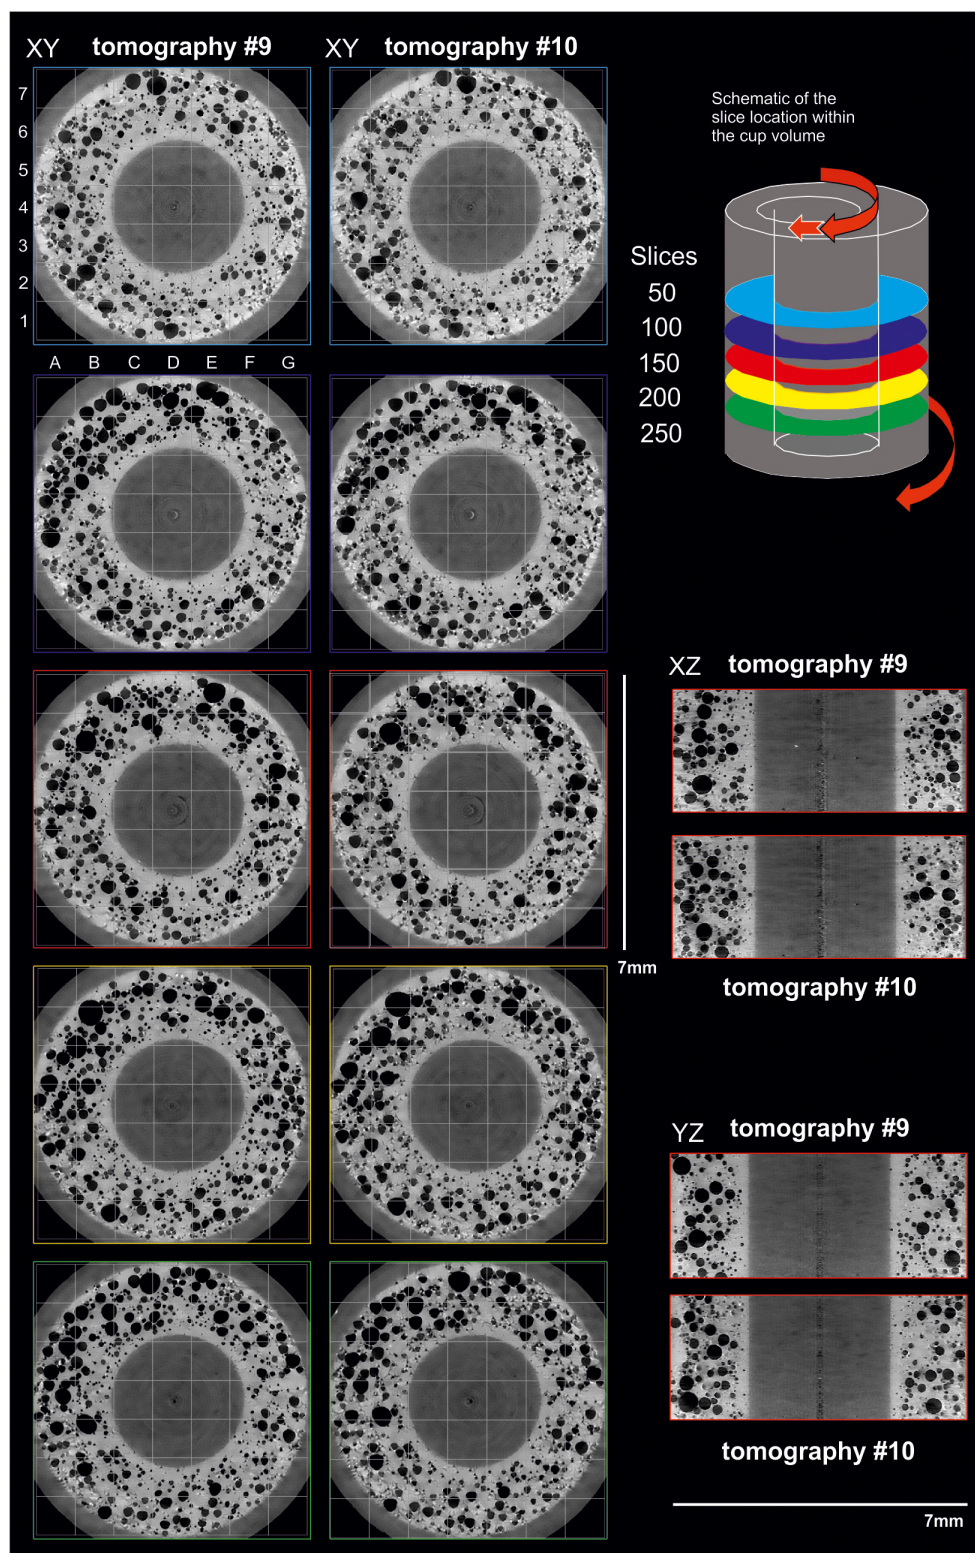 XY tomography #9
XY tomography #10
7
6
5
4
3
2
1
A B C D E F G
Schematic of the
slice location within
the cup volume
Slices
50
100
150
200
250
XZ tomography #9
tomography #10
7mm
YZ tomography #9
tomography #10
7mm